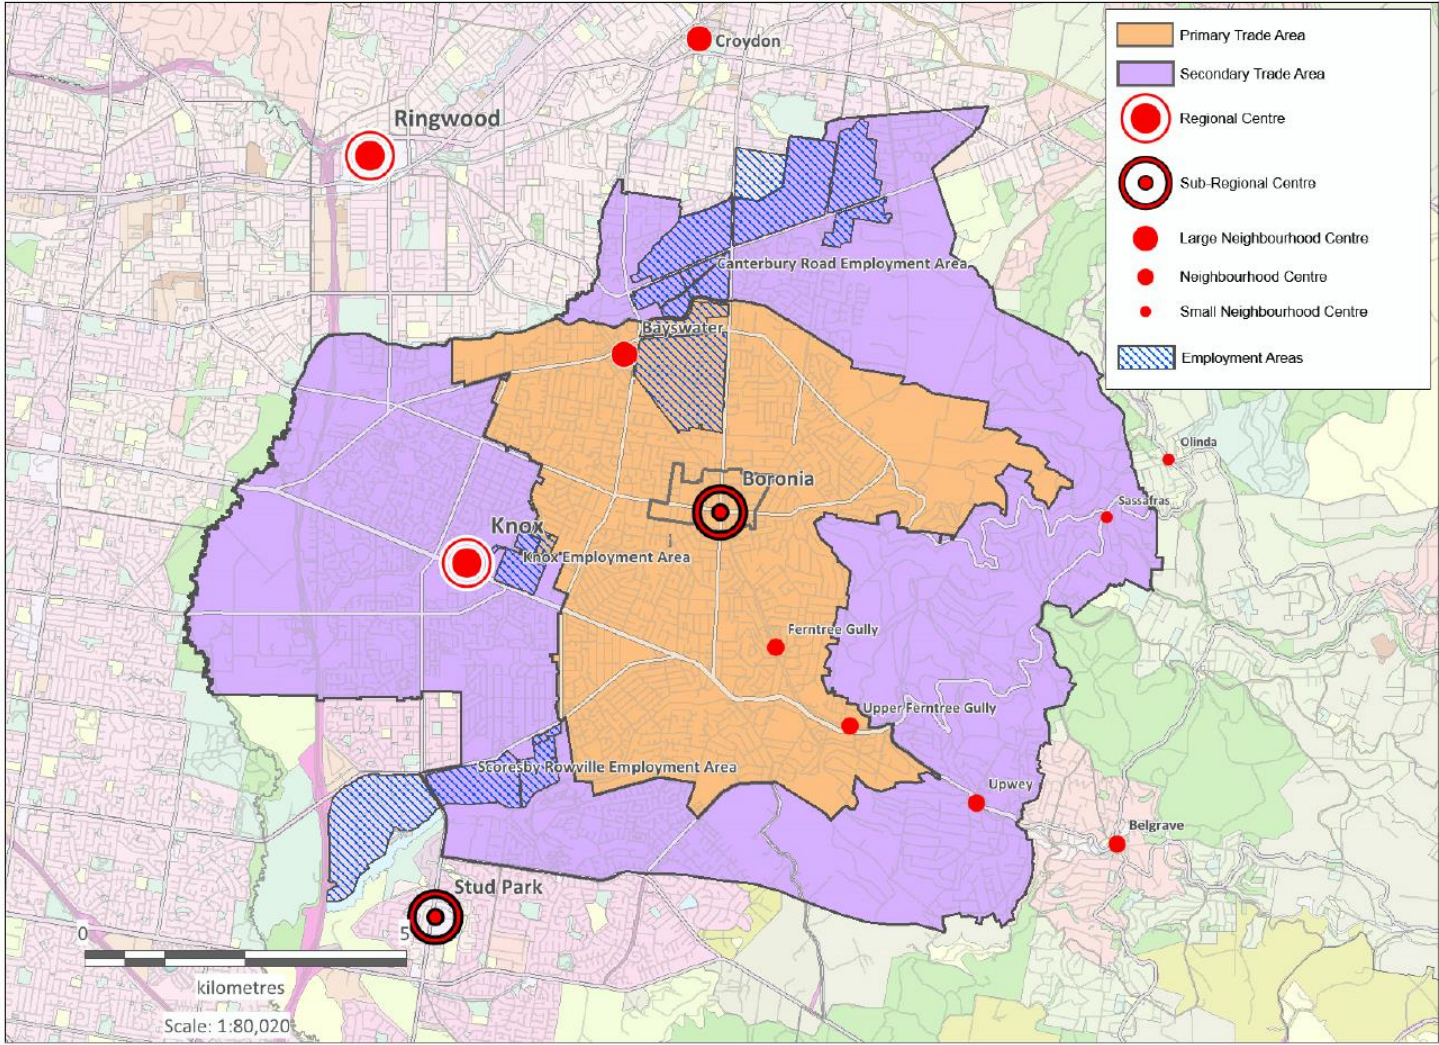 Croydon
Ringwood
Primary Trade Area
Secondary Trade Area
Regional Centre
Sub-Regional Centre
Large Neighbourhood Centre
Neighbourhood Centre
Small Neighbourhood Centre
Employment Areas
Canterbury Road Employment Area
Bayswater
Olinda
Boronia
Sassafras
Knox
Knox Employment Area
Ferntree Gully
Upper Ferntree Gully
Scoresby Rowville Employment Area
Upwey
Belgrave
Stud Park
0
5
kilometres
Scale: 1:80,020